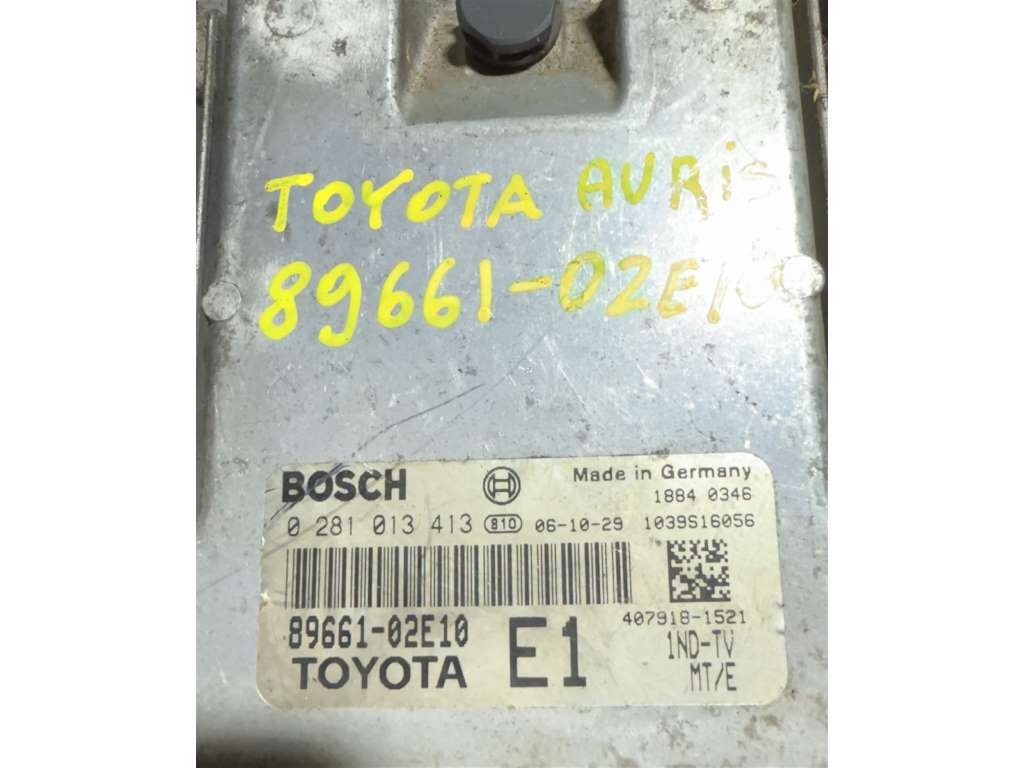 TOYOTA AURiS
89661-02E10
BOSCH Made in Germany
1884 0346
0 281 013 413 810 06-10-29 1039S16056
407918-1521
89661-02E10 E1 1ND-TV
TOYOTA MT/E